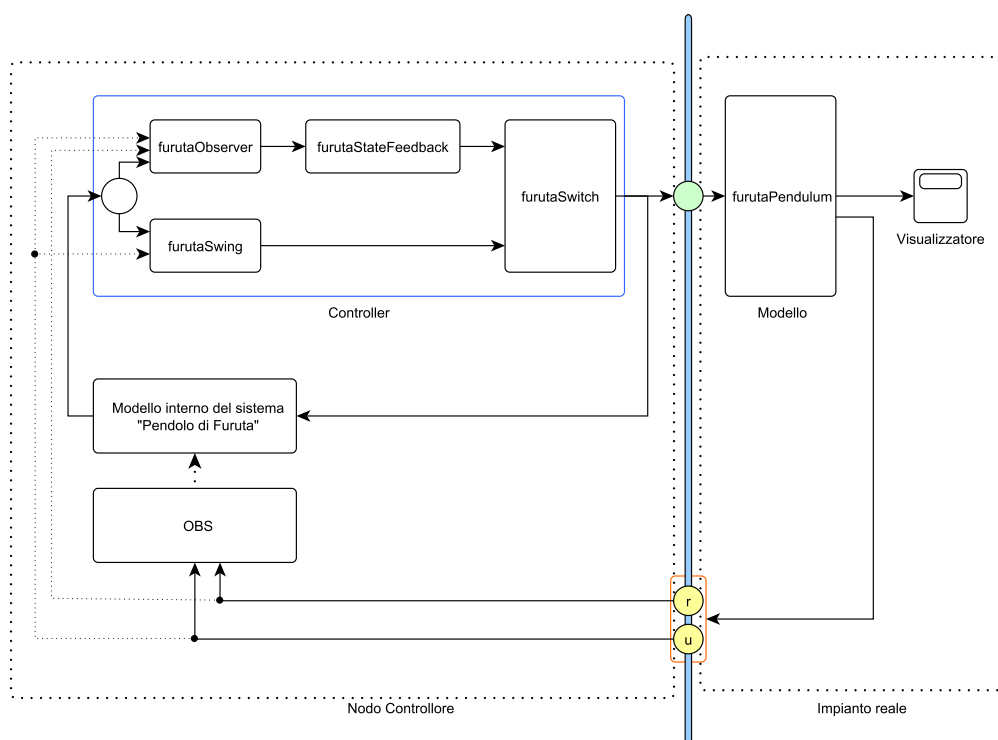 furutaObserver
furutaStateFeedback
furutaSwitch
furutaPendulum
furutaSwing
Visualizzatore
Controller
Modello
Modello interno del sistema
"Pendolo di Furuta"
OBS
r
u
Nodo Controllore
Impianto reale